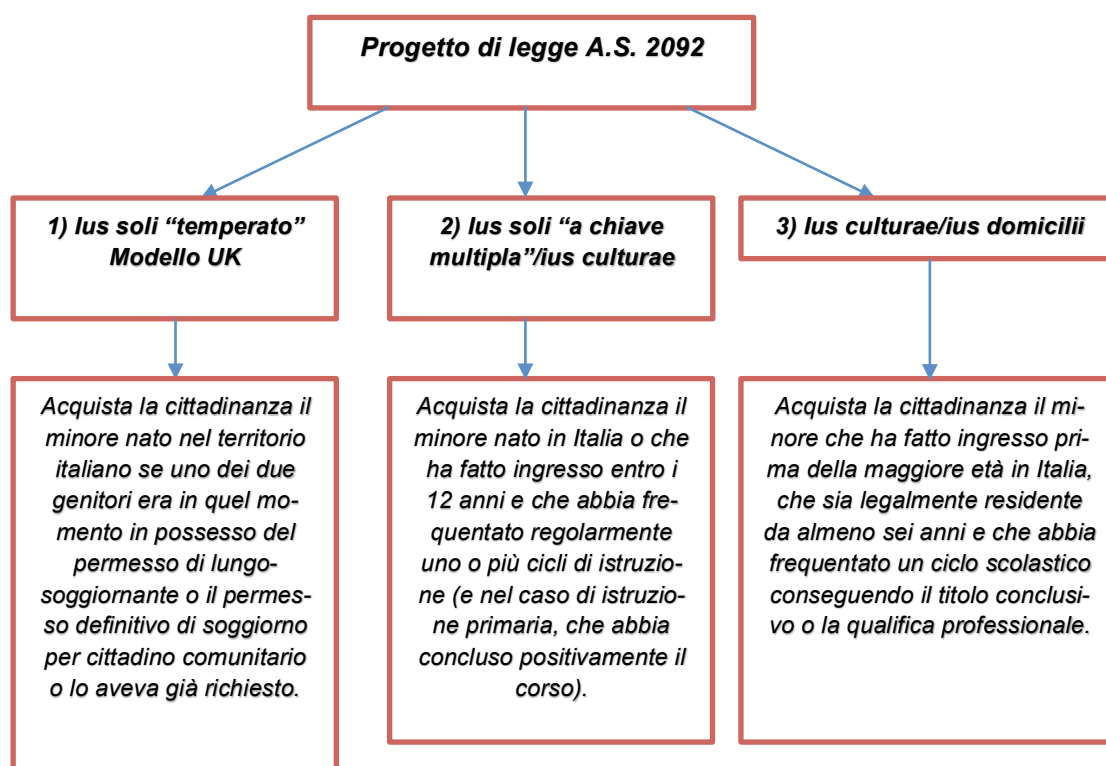 Progetto di legge A.S. 2092
1) Ius soli “temperato”
Modello UK
2) Ius soli “a chiave
multipla”/ius culturae
3) Ius culturae/ius domicilii
Acquista la cittadinanza il
minore nato nel territorio
italiano se uno dei due
genitori era in quel mo-
mento in possesso del
permesso di lungo-
soggiornante o il permes-
so definitivo di soggiorno
per cittadino comunitario
o lo aveva già richiesto.
Acquista la cittadinanza il
minore nato in Italia o che
ha fatto ingresso entro i
12 anni e che abbia fre-
quentato regolarmente
uno o più cicli di istruzio-
ne (e nel caso di istruzio-
ne primaria, che abbia
concluso positivamente il
corso).
Acquista la cittadinanza il mi-
nore che ha fatto ingresso pri-
ma della maggiore età in Italia,
che sia legalmente residente
da almeno sei anni e che abbia
frequentato un ciclo scolastico
conseguendo il titolo conclusi-
vo o la qualifica professionale.